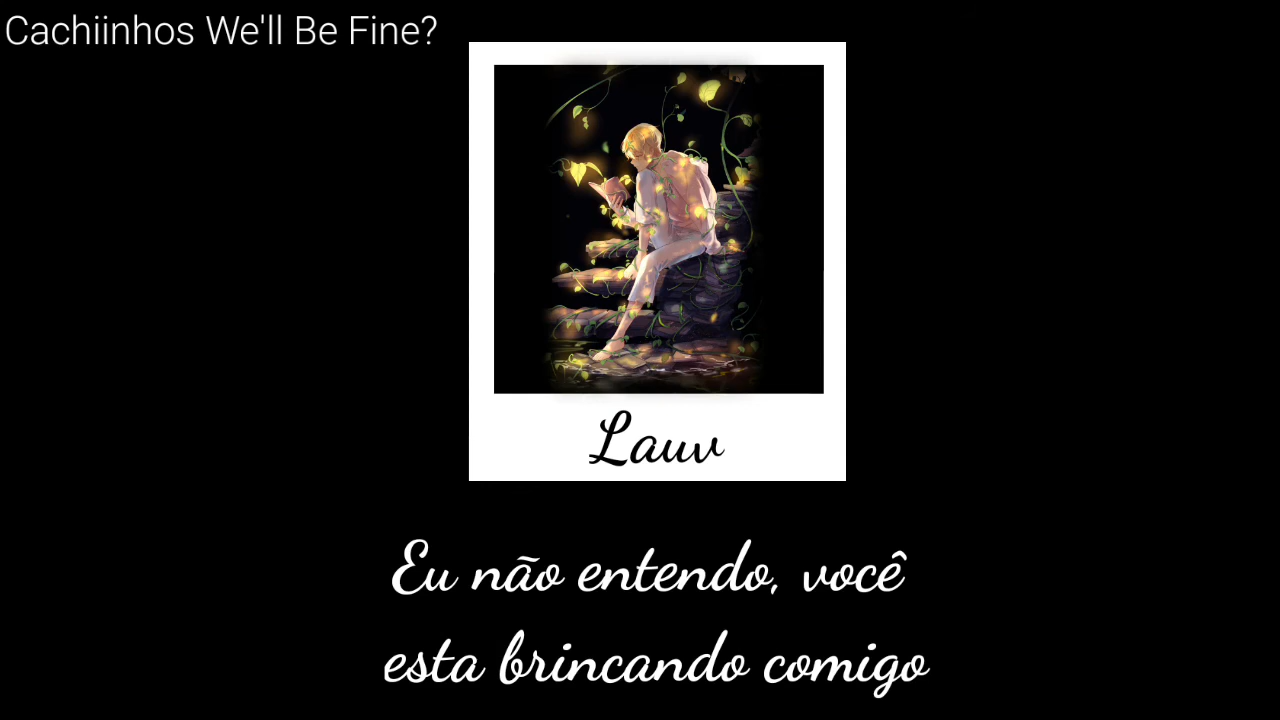 Cachiinhos We'll Be Fine?
Lauv
Eu não entendo, você
esta brincando comigo